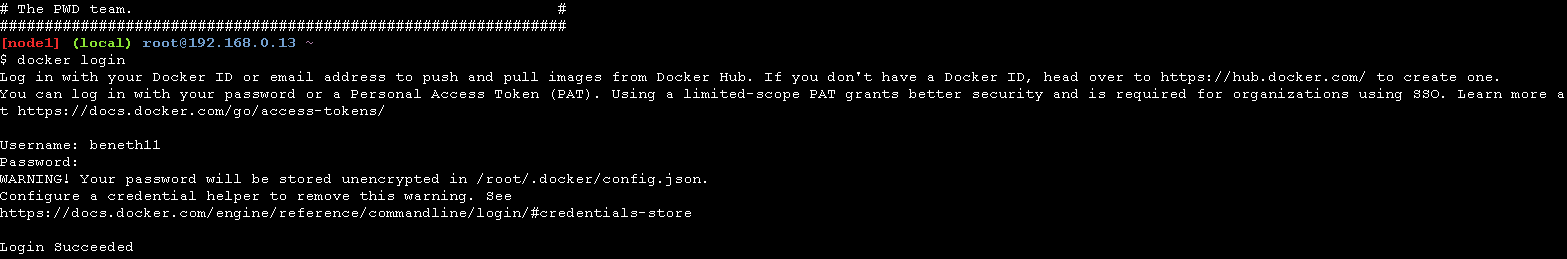 # The PWD team.                                                  #
###############################################################
[node1] (local) root@192.168.0.13 ~
$ docker login
Log in with your Docker ID or email address to push and pull images from Docker Hub. If you don't have a Docker ID, head over to https://hub.docker.com/ to create one.
You can log in with your password or a Personal Access Token (PAT). Using a limited-scope PAT grants better security and is required for organizations using SSO. Learn more a
t https://docs.docker.com/go/access-tokens/

Username: beneth11
Password:
WARNING! Your password will be stored unencrypted in /root/.docker/config.json.
Configure a credential helper to remove this warning. See
https://docs.docker.com/engine/reference/commandline/login/#credentials-store

Login Succeeded